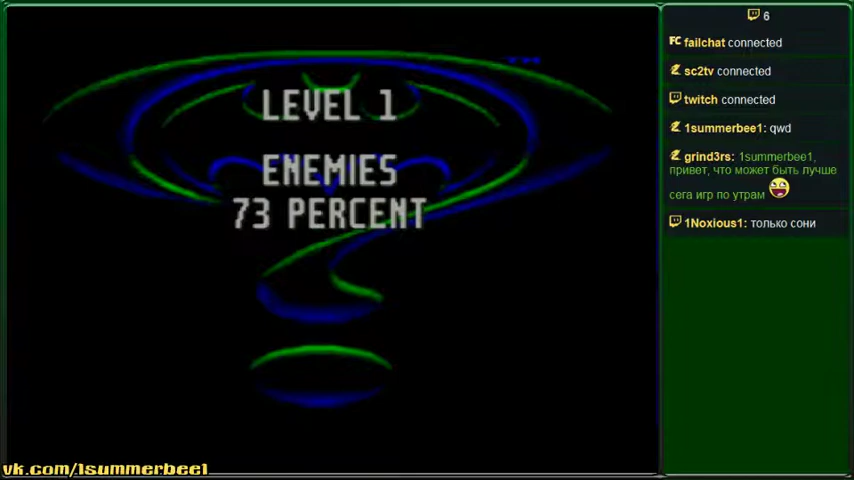 LEVEL 1
ENEMIES
73 PERCENT
6
FC failchat connected
sc2tv connected
twitch connected
1summerbee1: qwd
grind3rs: 1summerbee1,
привет, что может быть лучше
сега игр по утрам
1Noxious1: только сони
vk.com/1summerbee1